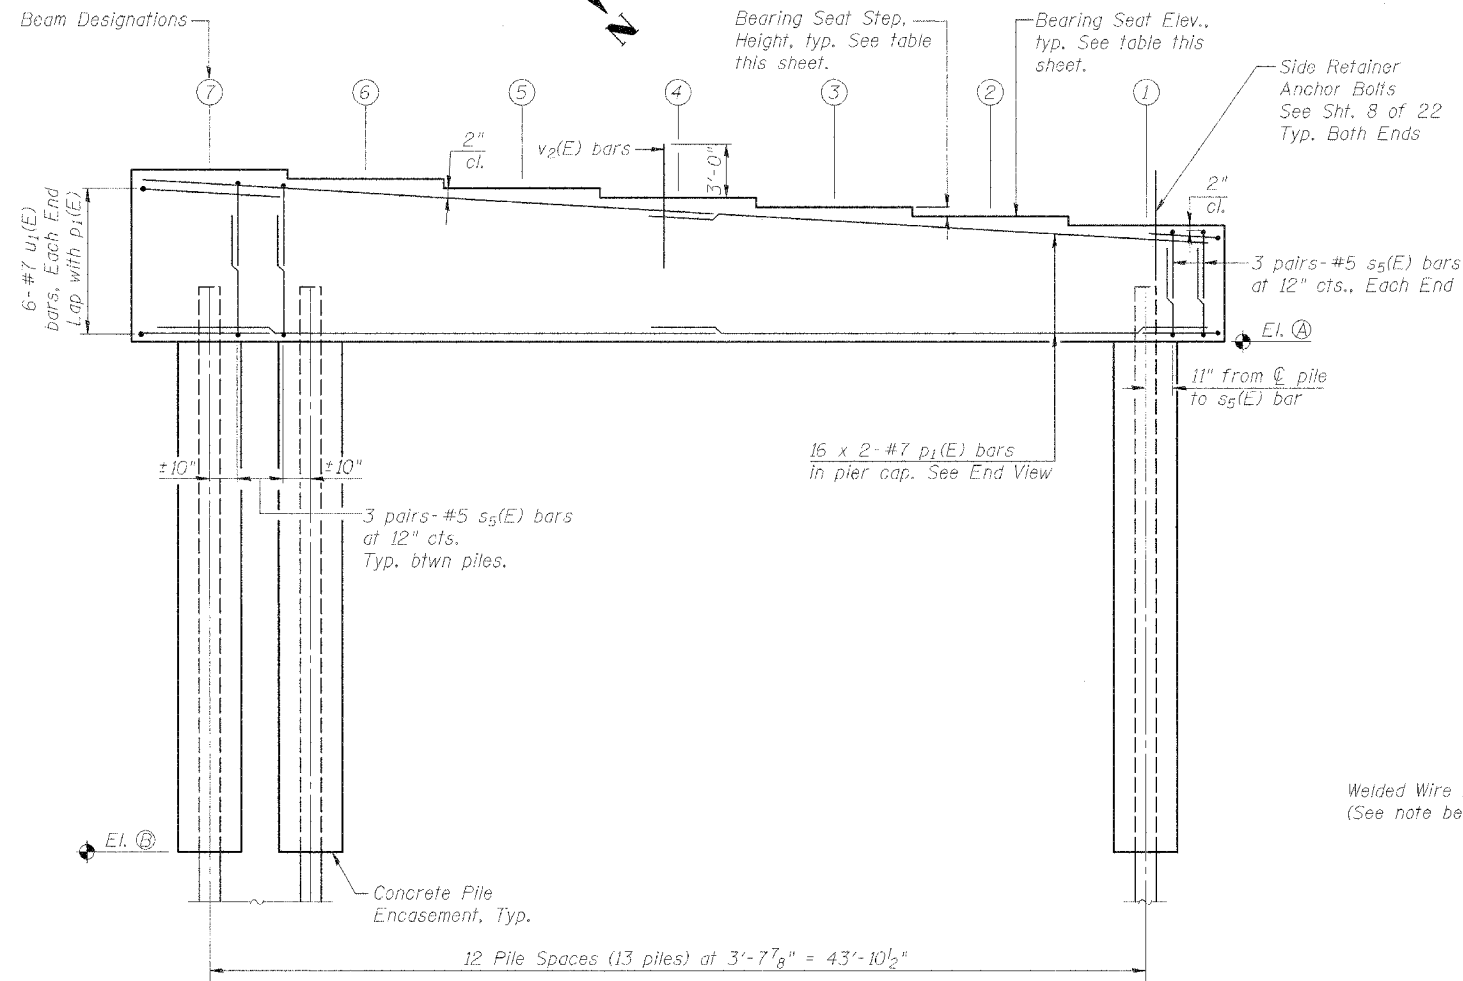 Beam Designations
N
Bearing Seat Step,
Height, typ. See table
this sheet.
Bearing Seat Elev.,
typ. See table this
sheet.
Side Retainer
Anchor Bolts
See Sht. 8 of 22
Typ. Both Ends
7
6
5
4
3
2
1
2"
cl.
v2(E) bars
3'-0"
2"
cl.
6-#7 u1(E)
bars, Each End
Lap with p1(E)
3 pairs-#5 s5(E) bars
at 12" cts., Each End
El. A
11" from ℄ pile
to s5(E) bar
16 x 2-#7 p1(E) bars
in pier cap. See End View
±10"
±10"
3 pairs-#5 s5(E) bars
at 12" cts.
Typ. btwn piles.
Welded Wire
(See note be
El. B
Concrete Pile
Encasement, Typ.
12 Pile Spaces (13 piles) at 3'-7⅞" = 43'-10½"